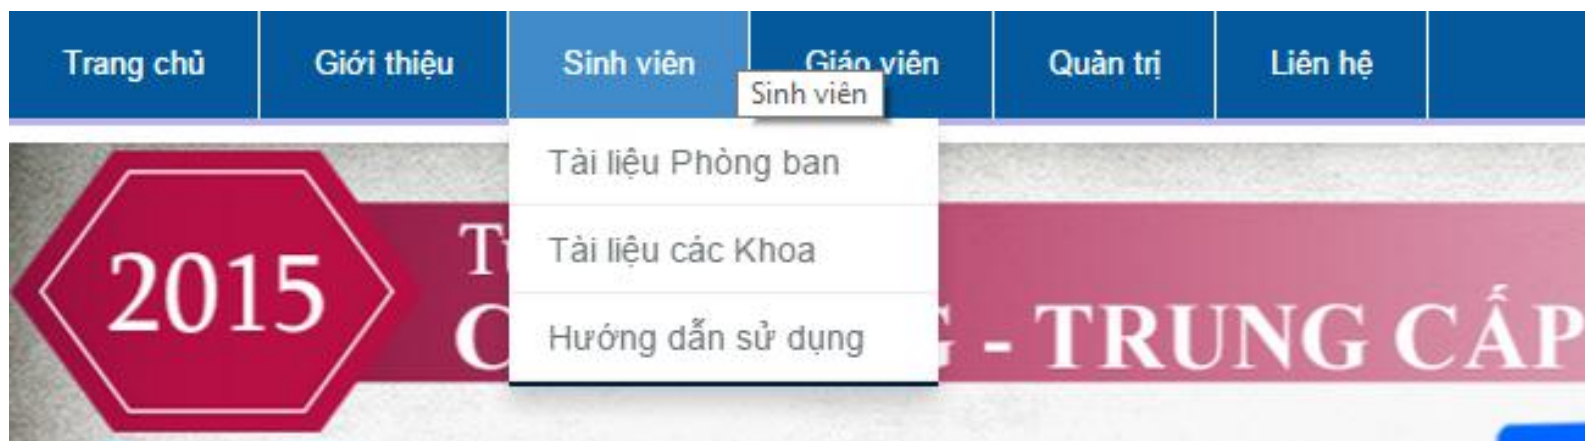 Trang chủ Giới thiệu Sinh viên Giáo viên Quản trị Liên hệ
Sinh viên
Tài liệu Phòng ban
Tài liệu các Khoa
Hướng dẫn sử dụng
2015
- TRUNG CẤP